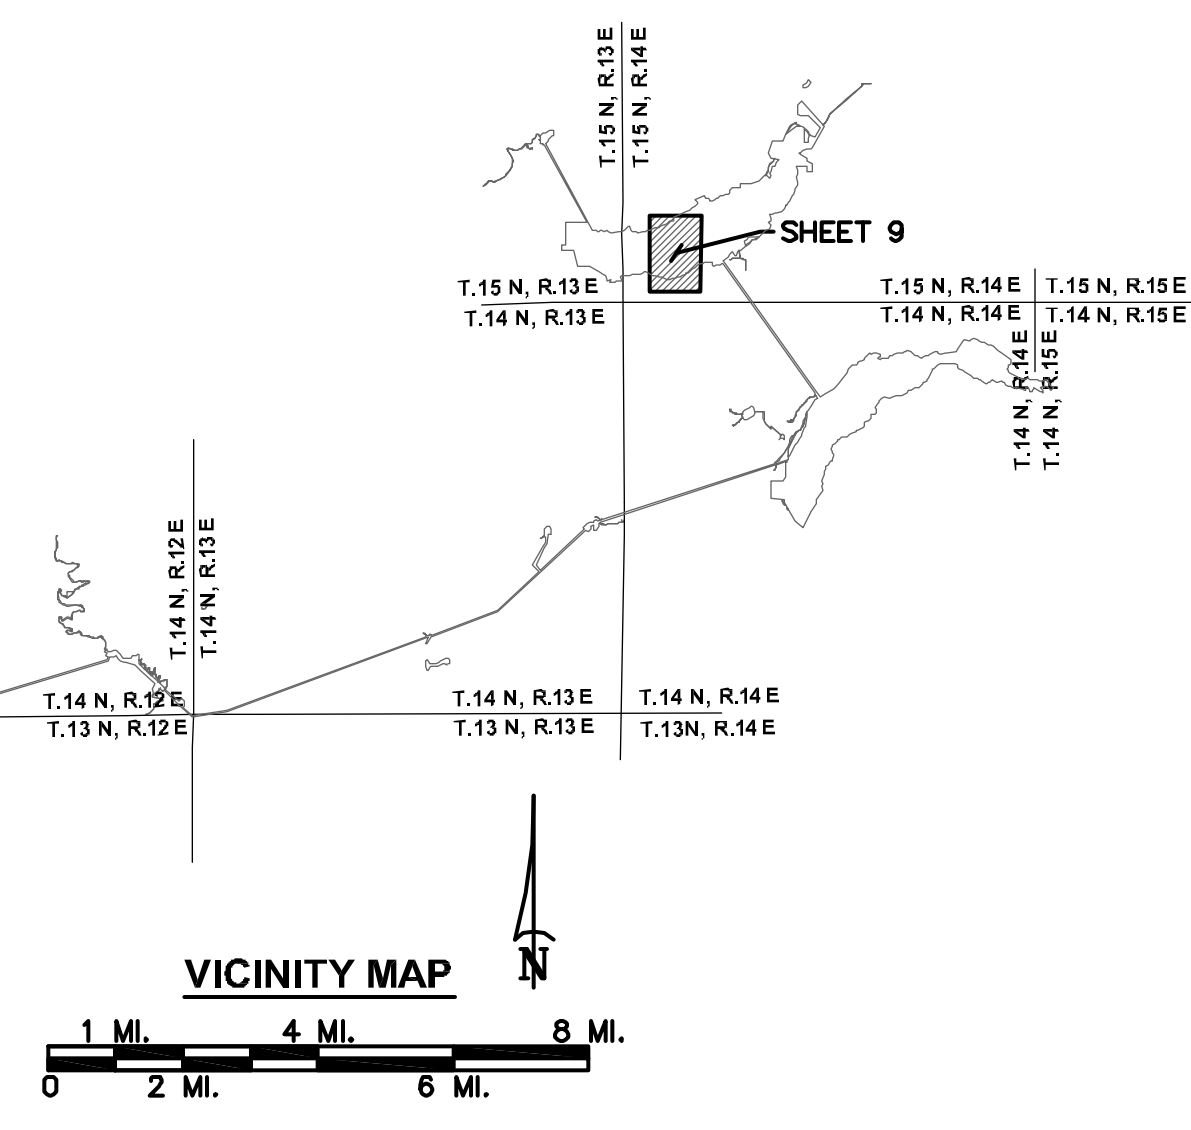 T.15 N, R.13 E
T.15 N, R.14 E
SHEET 9
T.15 N, R.13 E
T.14 N, R.13 E
T.15 N, R.14 E
T.15 N, R.15 E
T.14 N, R.14 E
T.14 N, R.15 E
T.14 N, R.14 E
T.14 N, R.15 E
T.14 N, R.12 E
T.14 N, R.13 E
T.14 N, R.12 E
T.13 N, R.12 E
T.14 N, R.13 E
T.13 N, R.13 E
T.14 N, R.14 E
T.13N, R.14 E
N
VICINITY MAP
1 MI. 4 MI. 8 MI.
0 2 MI. 6 MI.